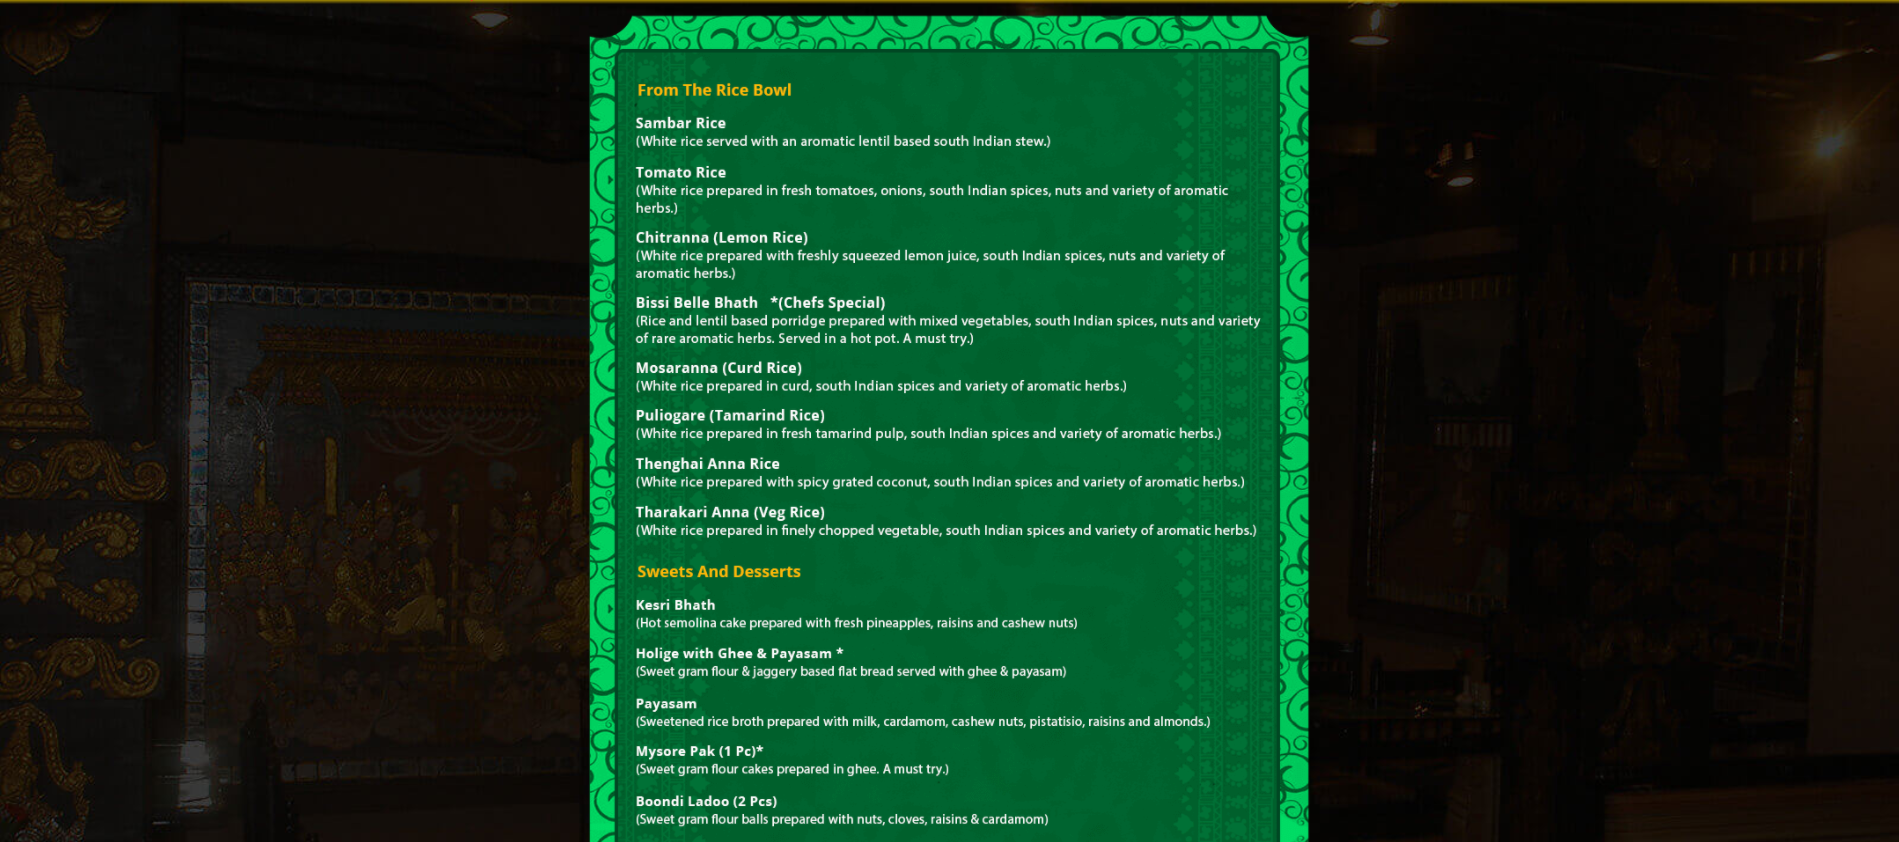 From The Rice Bowl
Sambar Rice
(White rice served with an aromatic lentil based south Indian stew.)
Tomato Rice
(White rice prepared in fresh tomatoes, onions, south Indian spices, nuts and variety of aromatic
herbs.)
Chitranna (Lemon Rice)
(White rice prepared with freshly squeezed lemon juice, south Indian spices, nuts and variety of
aromatic herbs.)
Bissi Belle Bhath *(Chefs Special)
(Rice and lentil based porridge prepared with mixed vegetables, south Indian spices, nuts and variety
of rare aromatic herbs. Served in a hot pot. A must try.)
Mosaranna (Curd Rice)
(White rice prepared in curd, south Indian spices and variety of aromatic herbs.)
Puliogare (Tamarind Rice)
(White rice prepared in fresh tamarind pulp, south Indian spices and variety of aromatic herbs.)
Thenghai Anna Rice
(White rice prepared with spicy grated coconut, south Indian spices and variety of aromatic herbs.)
Tharakari Anna (Veg Rice)
(White rice prepared in finely chopped vegetable, south Indian spices and variety of aromatic herbs.)
Sweets And Desserts
Kesri Bhath
(Hot semolina cake prepared with fresh pineapples, raisins and cashew nuts)
Holige with Ghee & Payasam *
(Sweet gram flour & jaggery based flat bread served with ghee & payasam)
Payasam
(Sweetened rice broth prepared with milk, cardamom, cashew nuts, pistatisio, raisins and almonds.)
Mysore Pak (1 Pc)*
(Sweet gram flour cakes prepared in ghee. A must try.)
Boondi Ladoo (2 Pcs)
(Sweet gram flour balls prepared with nuts, cloves, raisins & cardamom)